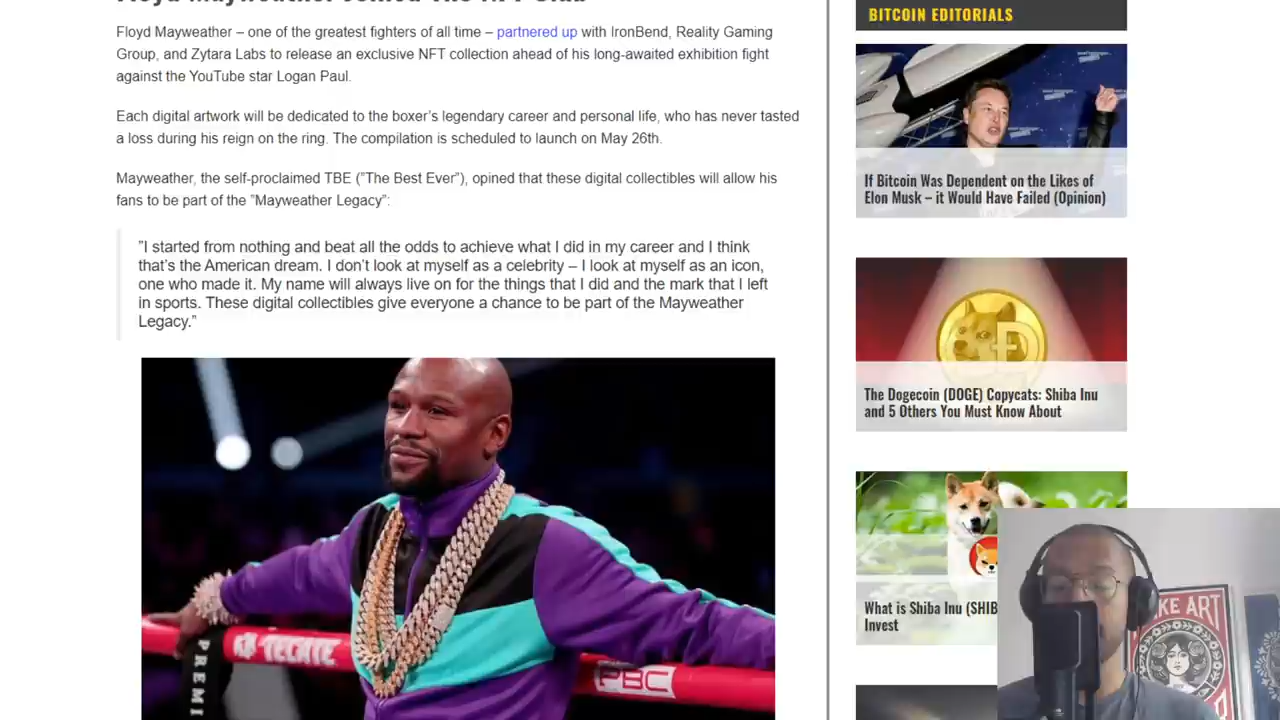 Floyd Mayweather Joined The NFT Club
Floyd Mayweather – one of the greatest fighters of all time – partnered up with IronBend, Reality Gaming
Group, and Zytara Labs to release an exclusive NFT collection ahead of his long-awaited exhibition fight
against the YouTube star Logan Paul.
Each digital artwork will be dedicated to the boxer's legendary career and personal life, who has never tasted
a loss during his reign on the ring. The compilation is scheduled to launch on May 26th.
Mayweather, the self-proclaimed TBE ("The Best Ever"), opined that these digital collectibles will allow his
fans to be part of the "Mayweather Legacy":
"I started from nothing and beat all the odds to achieve what I did in my career and I think
that's the American dream. I don't look at myself as a celebrity – I look at myself as an icon,
one who made it. My name will always live on for the things that I did and the mark that I left
in sports. These digital collectibles give everyone a chance to be part of the Mayweather
Legacy."
TECATE
PREMI
PBC
BITCOIN EDITORIALS
If Bitcoin Was Dependent on the Likes of
Elon Musk – it Would Have Failed (Opinion)
The Dogecoin (DOGE) Copycats: Shiba Inu
and 5 Others You Must Know About
What is Shiba Inu (SHIB
Invest
KE ART